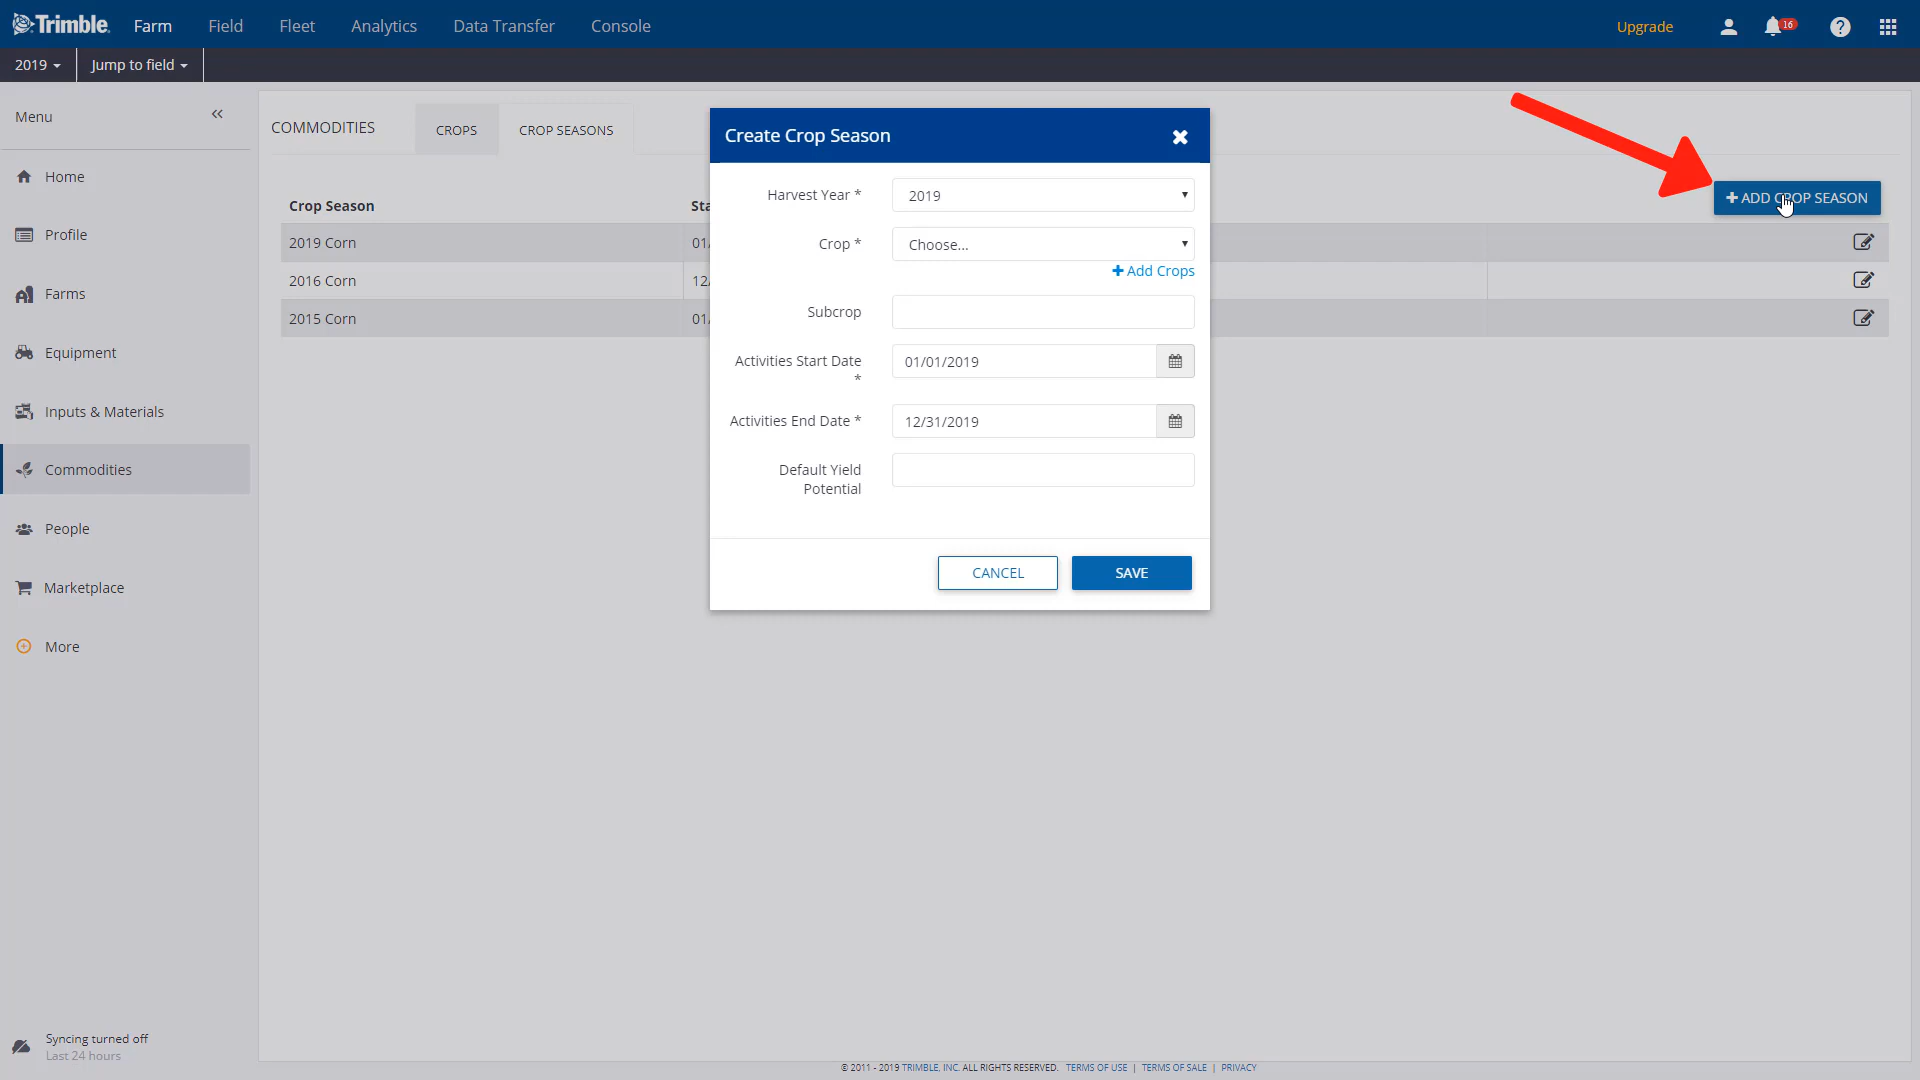 Trimble. Farm Field Fleet Analytics Data Transfer Console Upgrade 16
2019 Jump to field
Menu
Home
Profile
Farms
Equipment
Inputs & Materials
Commodities
People
Marketplace
More
Syncing turned off
Last 24 hours
COMMODITIES CROPS CROP SEASONS
+ ADD CROP SEASON
Crop Season Sta
2019 Corn 01/
2016 Corn 12/
2015 Corn 01/
Create Crop Season
Harvest Year * 2019
Crop * Choose...
+ Add Crops
Subcrop
Activities Start Date
* 01/01/2019
Activities End Date * 12/31/2019
Default Yield
Potential
CANCEL SAVE
© 2011 - 2019 TRIMBLE, INC. ALL RIGHTS RESERVED. TERMS OF USE | TERMS OF SALE | PRIVACY